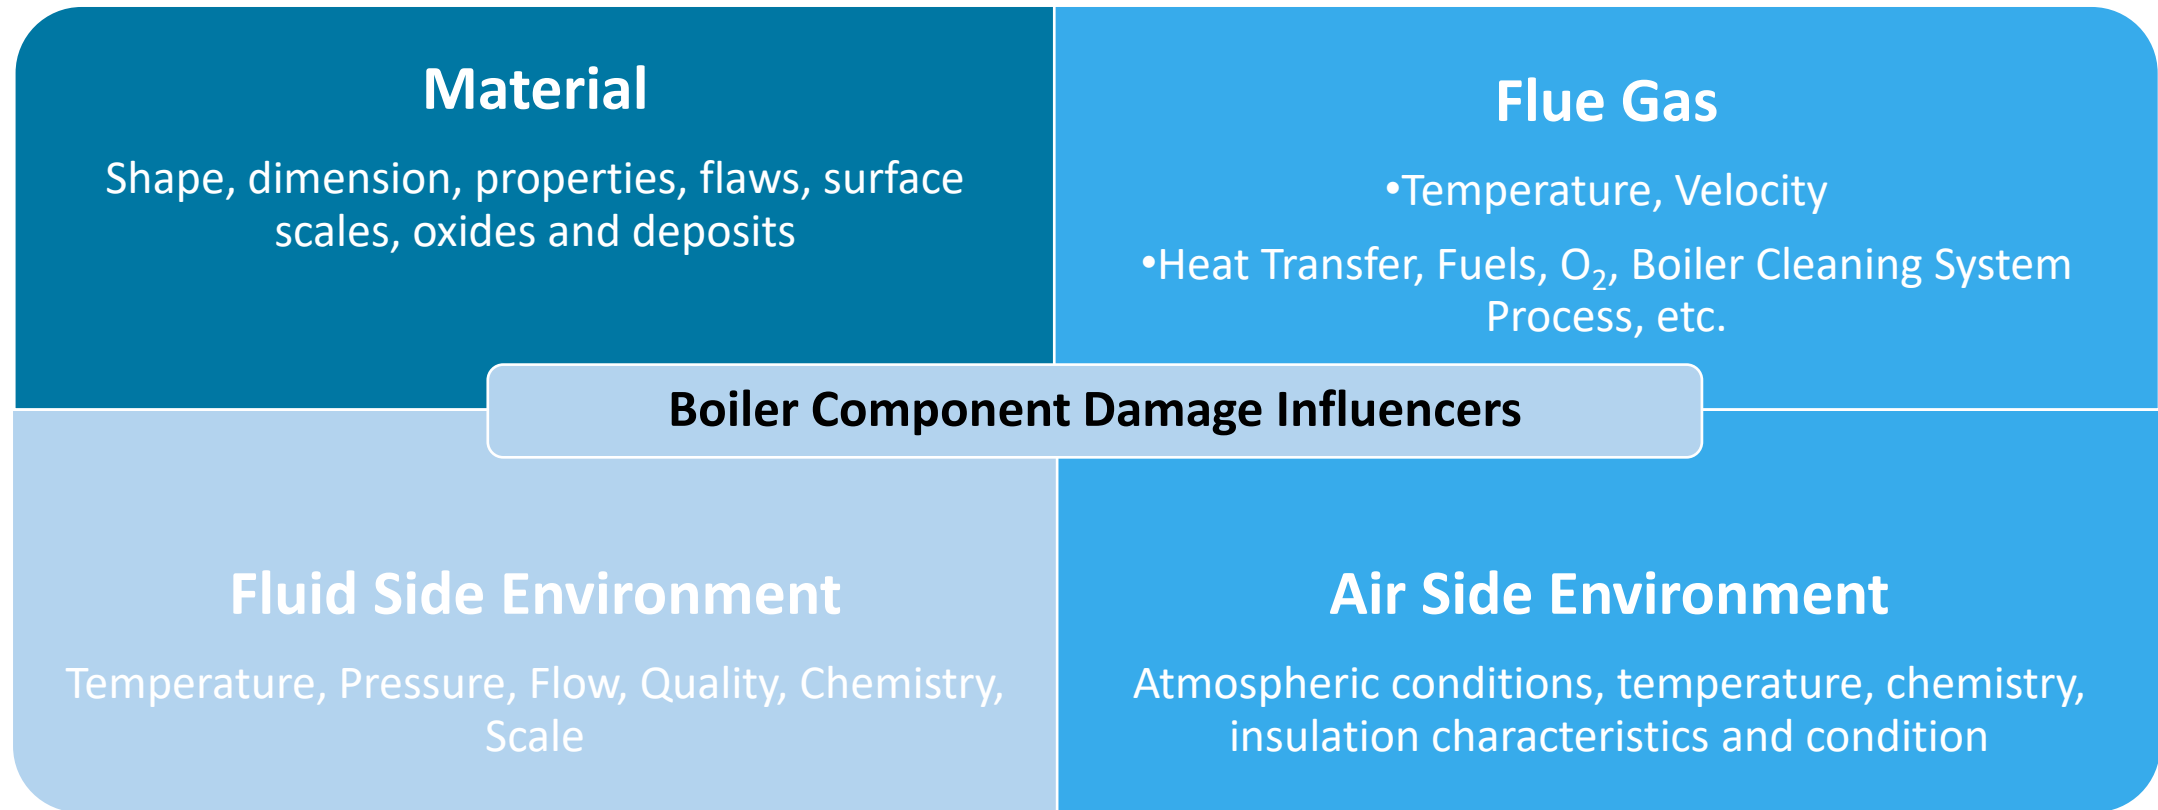 Material
Shape, dimension, properties, flaws, surface
scales, oxides and deposits
Flue Gas
•Temperature, Velocity
•Heat Transfer, Fuels, O₂, Boiler Cleaning System
Process, etc.
Boiler Component Damage Influencers
Fluid Side Environment
Temperature, Pressure, Flow, Quality, Chemistry,
Scale
Air Side Environment
Atmospheric conditions, temperature, chemistry,
insulation characteristics and condition